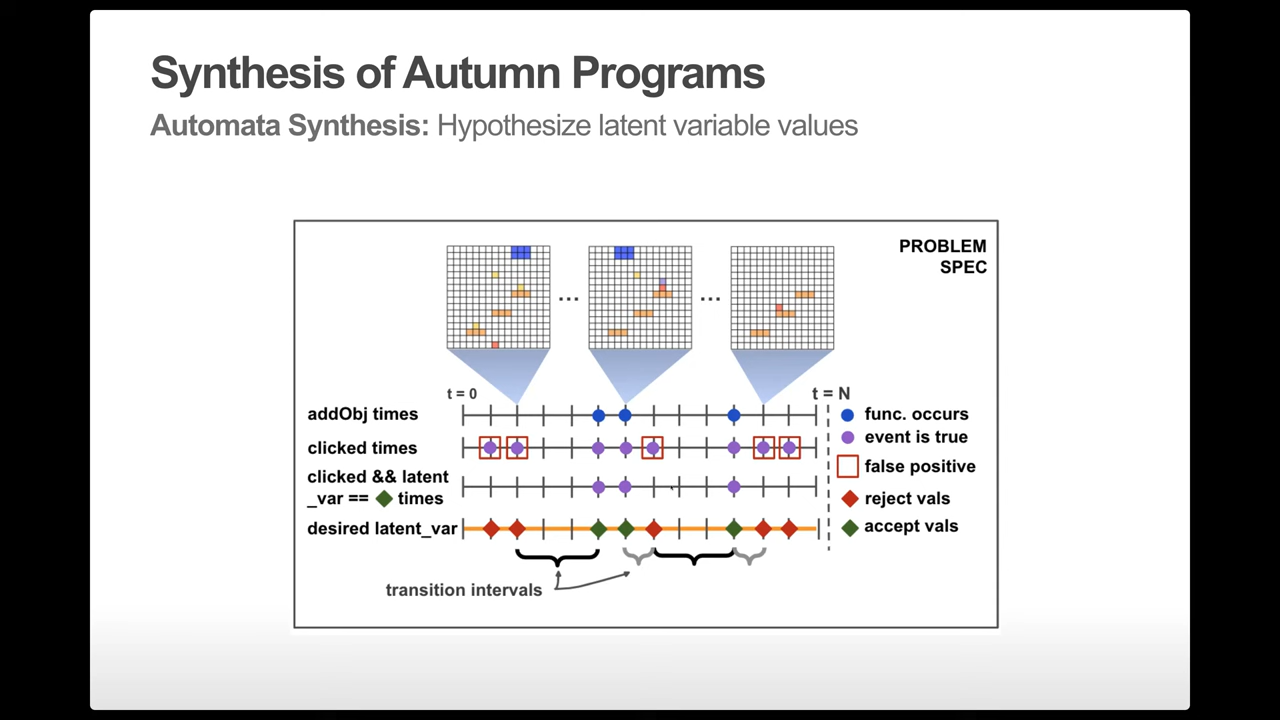 Synthesis of Autumn Programs
Automata Synthesis: Hypothesize latent variable values
PROBLEM
SPEC
... ...
t = 0
t = N
addObj times
clicked times
clicked && latent
_var == times
desired latent_var
func. occurs
event is true
false positive
reject vals
accept vals
transition intervals